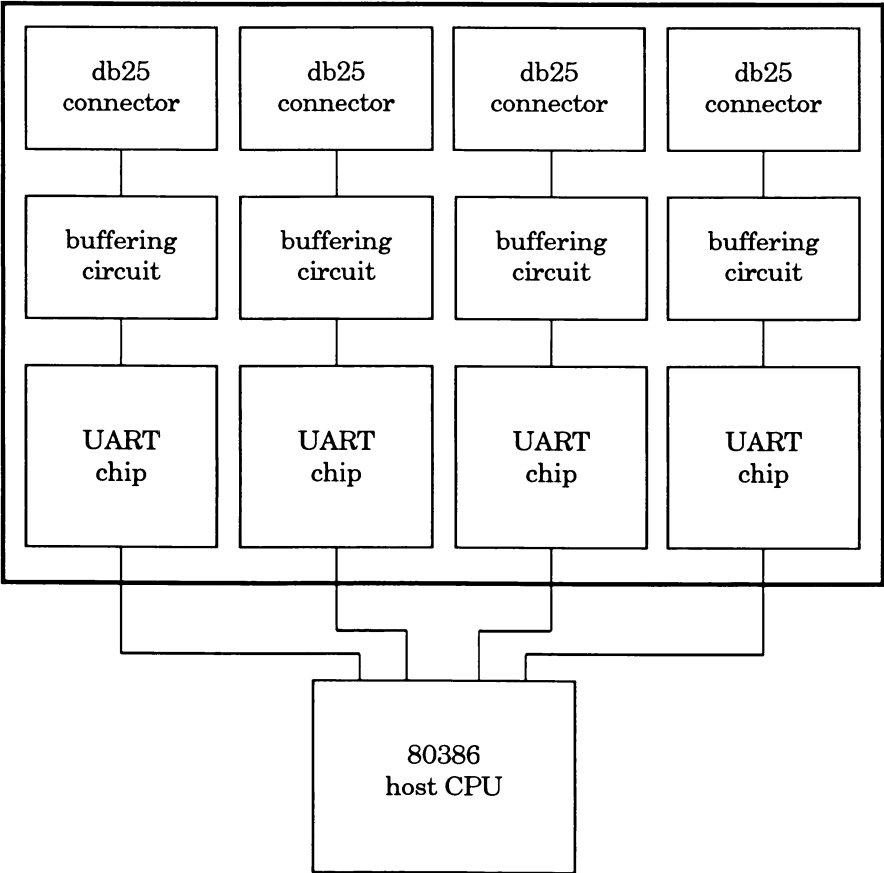 db25
connector
db25
connector
db25
connector
db25
connector
buffering
circuit
buffering
circuit
buffering
circuit
buffering
circuit
UART
chip
UART
chip
UART
chip
UART
chip
80386
host CPU